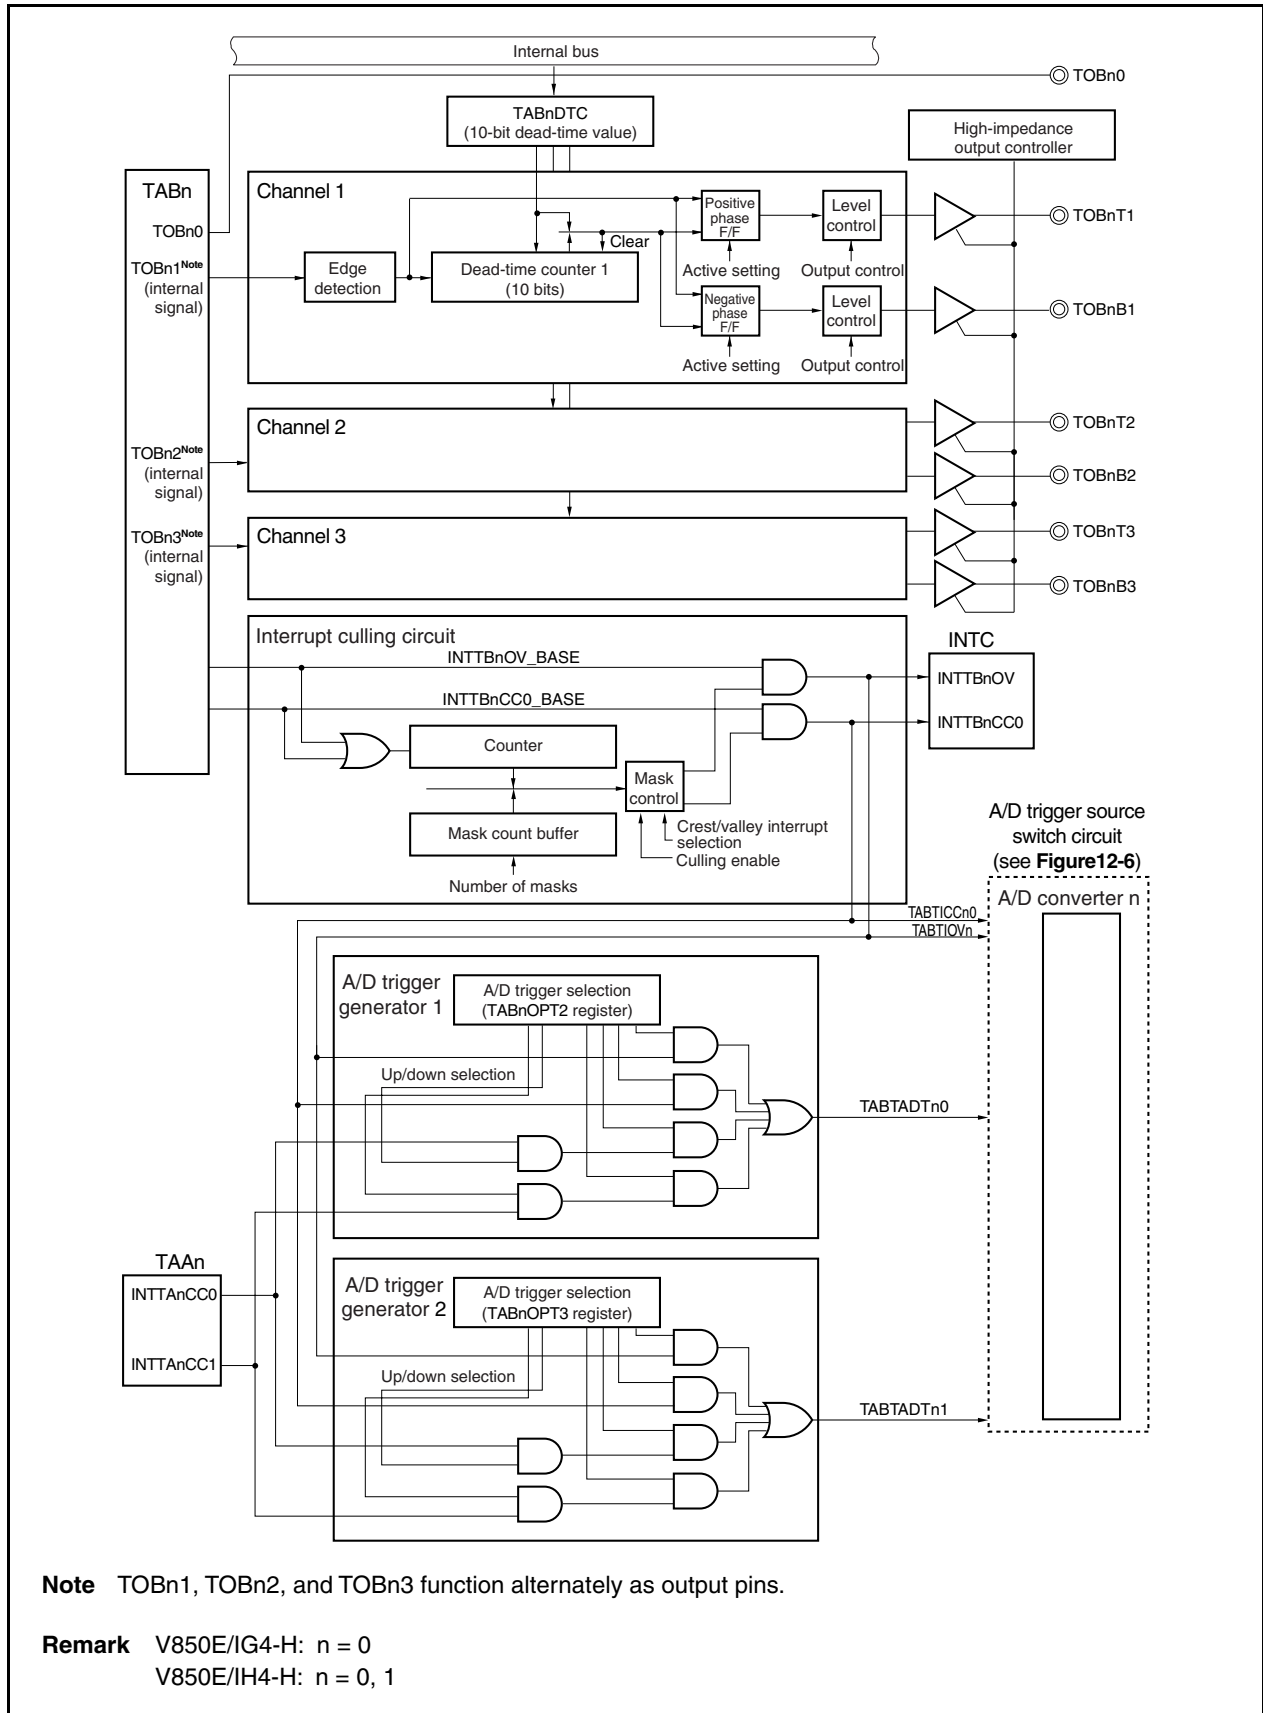 Internal bus
TOBn0
TABnDTC
(10-bit dead-time value)
High-impedance
output controller
TABn
TOBn0
TOBn1Note
(internal
signal)
TOBn2Note
(internal
signal)
TOBn3Note
(internal
signal)
Channel 1
Edge
detection
Dead-time counter 1
(10 bits)
Clear
Positive
phase
F/F
Active setting
Level
control
Output control
Negative
phase
F/F
Active setting
Level
control
Output control
TOBnT1
TOBnB1
Channel 2
TOBnT2
TOBnB2
Channel 3
TOBnT3
TOBnB3
Interrupt culling circuit
INTTBnOV_BASE
INTTBnCC0_BASE
Counter
Mask count buffer
Number of masks
Mask
control
Crest/valley interrupt
selection
Culling enable
INTC
INTTBnOV
INTTBnCC0
A/D trigger source
switch circuit
(see Figure12-6)
A/D converter n
TABTICCn0
TABTIOVn
A/D trigger
generator 1
A/D trigger selection
(TABnOPT2 register)
Up/down selection
TABTADTn0
TAAn
INTTAnCC0
INTTAnCC1
A/D trigger
generator 2
A/D trigger selection
(TABnOPT3 register)
Up/down selection
TABTADTn1
Note TOBn1, TOBn2, and TOBn3 function alternately as output pins.
Remark V850E/IG4-H: n = 0
V850E/IH4-H: n = 0, 1